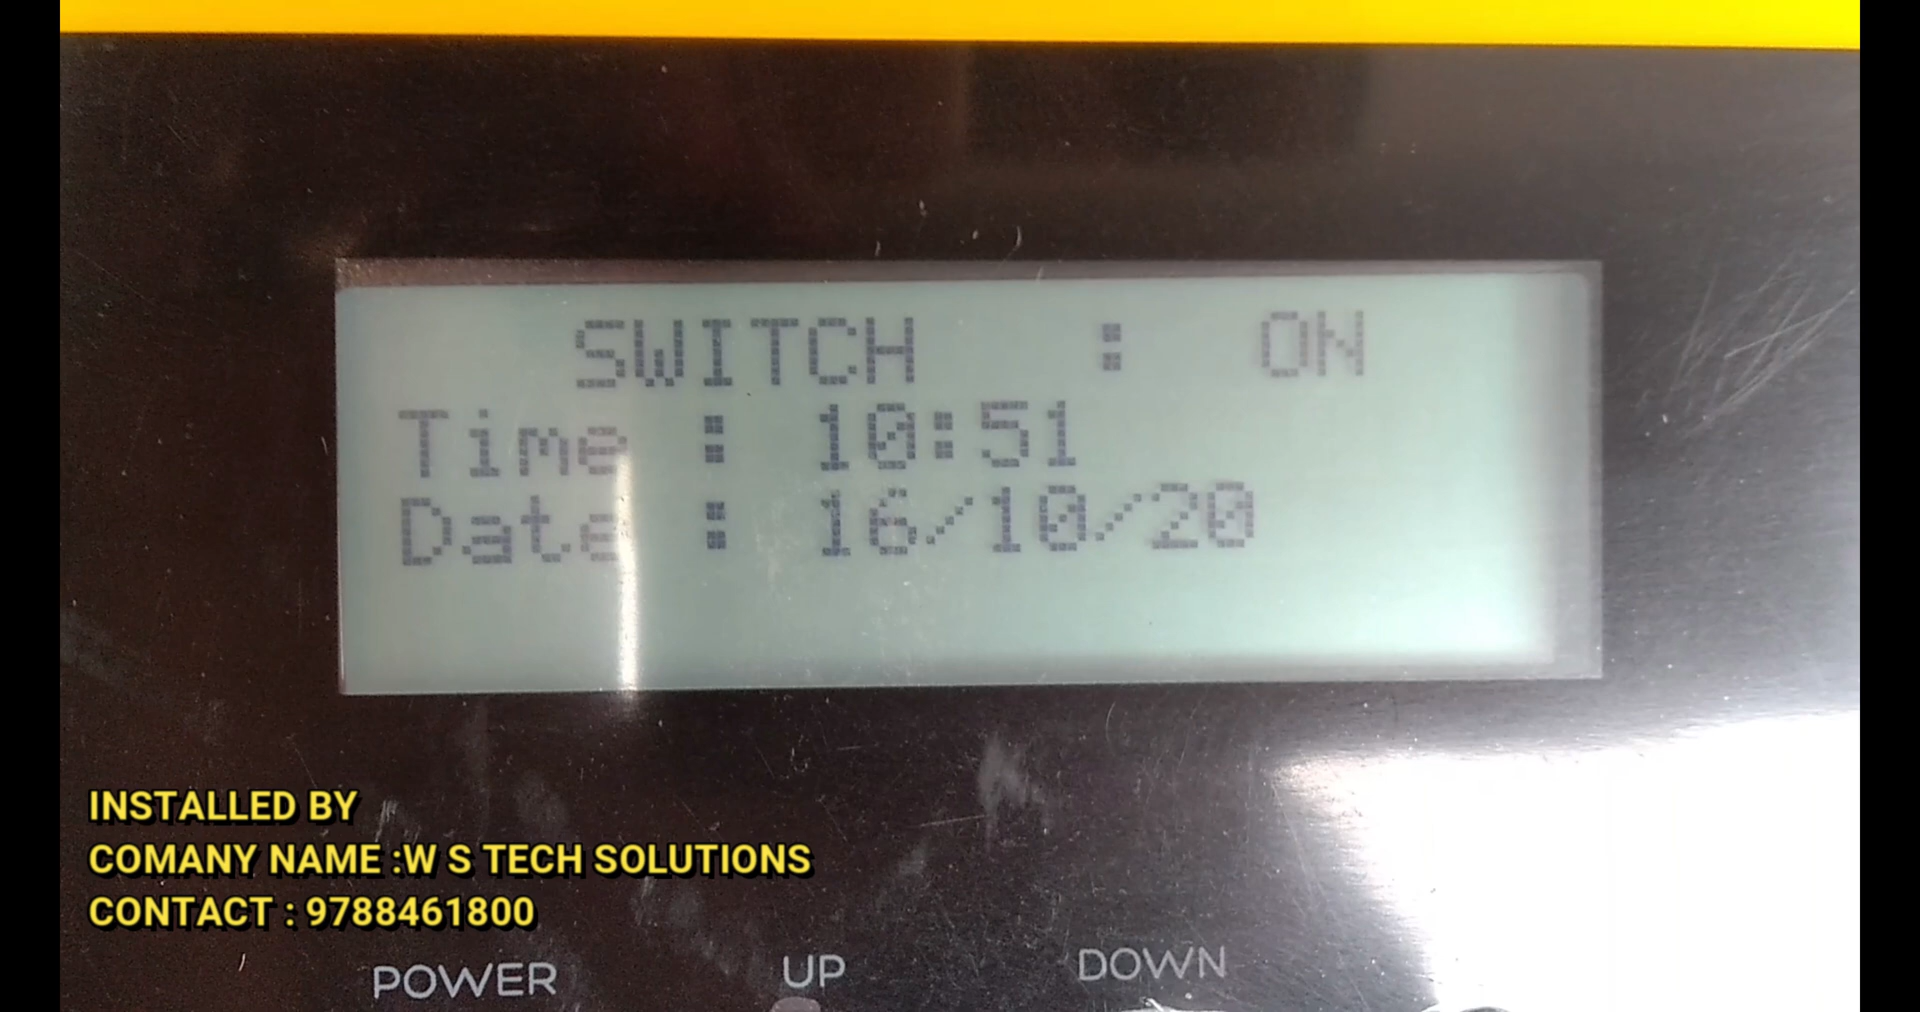 SWITCH : ON
Time : 10:51
Date : 16/10/20
INSTALLED BY
COMANY NAME :W S TECH SOLUTIONS
CONTACT : 9788461800
POWER UP DOWN